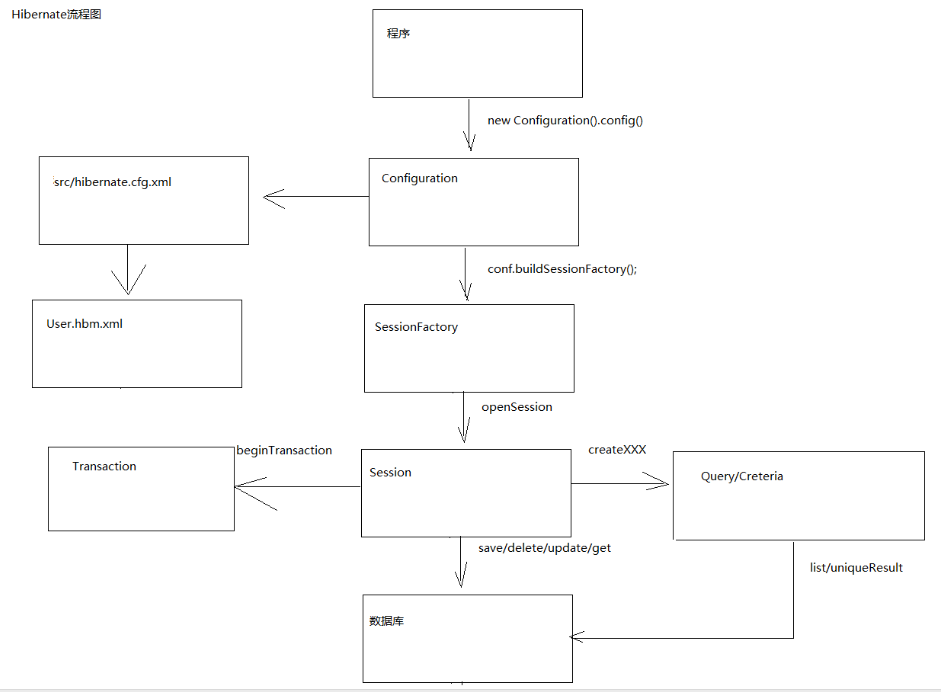 Hibernate流程图
程序
new Configuration().config()
src/hibernate.cfg.xml
Configuration
conf.buildSessionFactory();
User.hbm.xml
SessionFactory
openSession
Transaction
beginTransaction
Session
createXXX
Query/Creteria
save/delete/update/get
list/uniqueResult
数据库